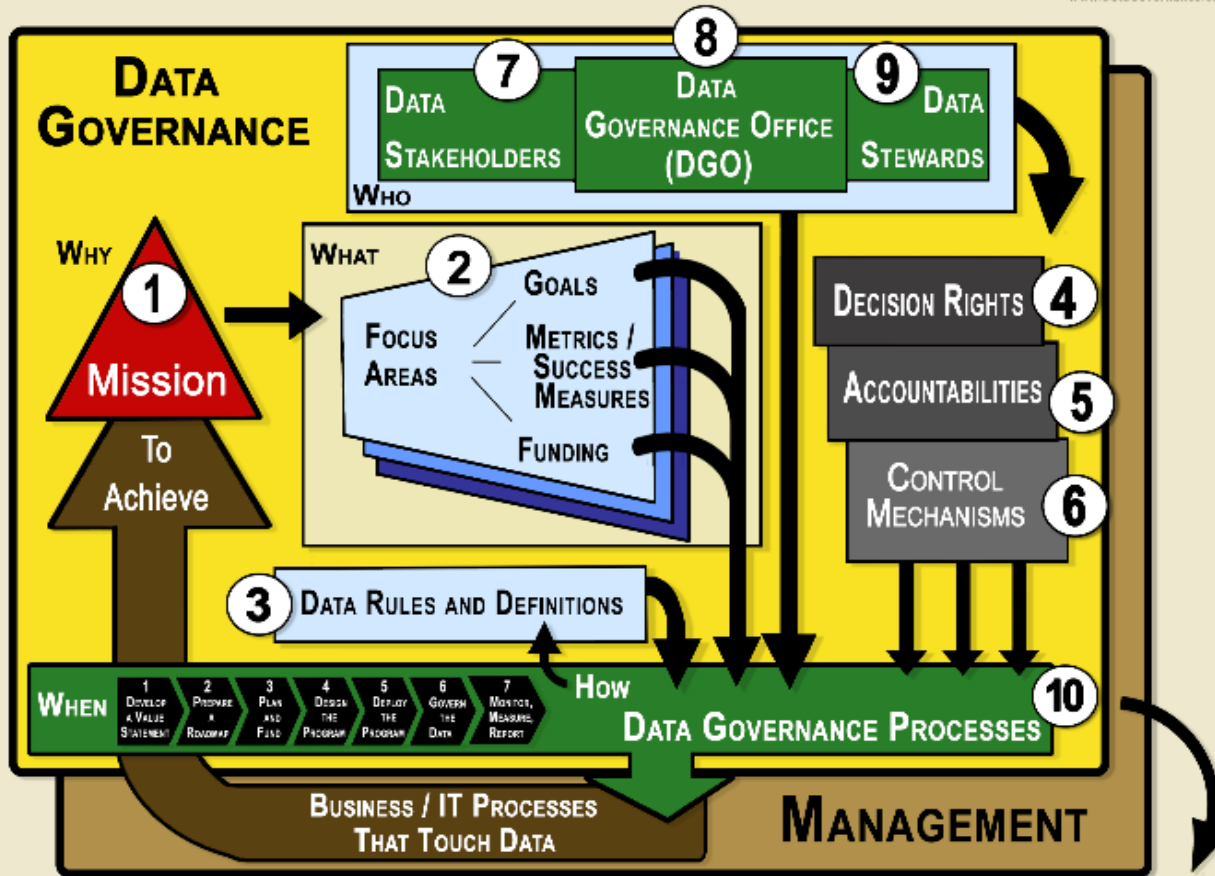 DATA
GOVERNANCE
7
8
9
DATA
STAKEHOLDERS
DATA
GOVERNANCE OFFICE
(DGO)
DATA
STEWARDS
WHO
WHY
1
Mission
To
Achieve
WHAT
2
FOCUS
AREAS
GOALS
METRICS /
SUCCESS
MEASURES
FUNDING
DECISION RIGHTS
4
ACCOUNTABILITIES
5
CONTROL
MECHANISMS
6
3
DATA RULES AND DEFINITIONS
WHEN
1
DEVELOP
A VALUE
STATEMENT
2
PREPARE
A
ROADMAP
3
PLAN
AND
FUND
4
DESIGN
THE
PROGRAM
5
DEPLOY
THE
PROGRAM
6
GOVERN
THE
DATA
7
MONITOR,
MEASURE,
REPORT
HOW
DATA GOVERNANCE PROCESSES
10
BUSINESS / IT PROCESSES
THAT TOUCH DATA
MANAGEMENT